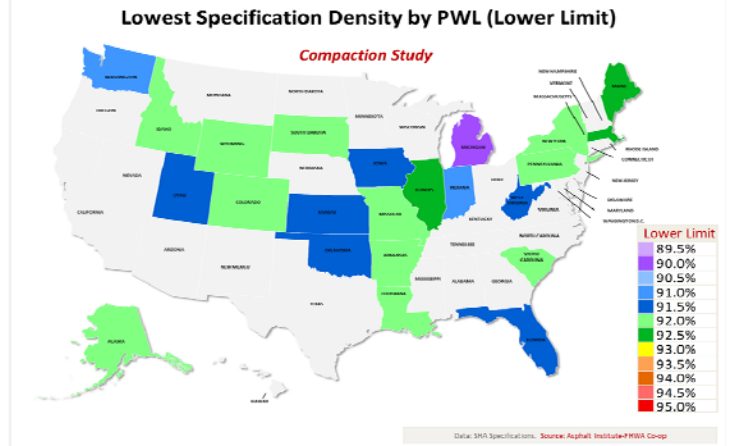 Lowest Specification Density by PWL (Lower Limit)
Compaction Study
NEW HAMPSHIRE
VERMONT
MASSACHUSETTS
WASHINGTON
MONTANA
NORTH DAKOTA
MINNESOTA
WISCONSIN
MICHIGAN
MAINE
OREGON
IDAHO
WYOMING
SOUTH DAKOTA
NEW YORK
RHODE ISLAND
CONNECTICUT
NEVADA
UTAH
COLORADO
NEBRASKA
IOWA
ILLINOIS
INDIANA
OHIO
PENNSYLVANIA
NEW JERSEY
DELAWARE
MARYLAND
WASHINGTON D.C.
CALIFORNIA
KANSAS
MISSOURI
KENTUCKY
WEST VIRGINIA
VIRGINIA
ARIZONA
NEW MEXICO
OKLAHOMA
ARKANSAS
TENNESSEE
NORTH CAROLINA
SOUTH CAROLINA
TEXAS
LOUISIANA
MISSISSIPPI
ALABAMA
GEORGIA
FLORIDA
ALASKA
HAWAII
Lower Limit
89.5%
90.0%
90.5%
91.0%
91.5%
92.0%
92.5%
93.0%
93.5%
94.0%
94.5%
95.0%
Data: SHA Specifications. Source: Asphalt Institute-FHWA Co-op